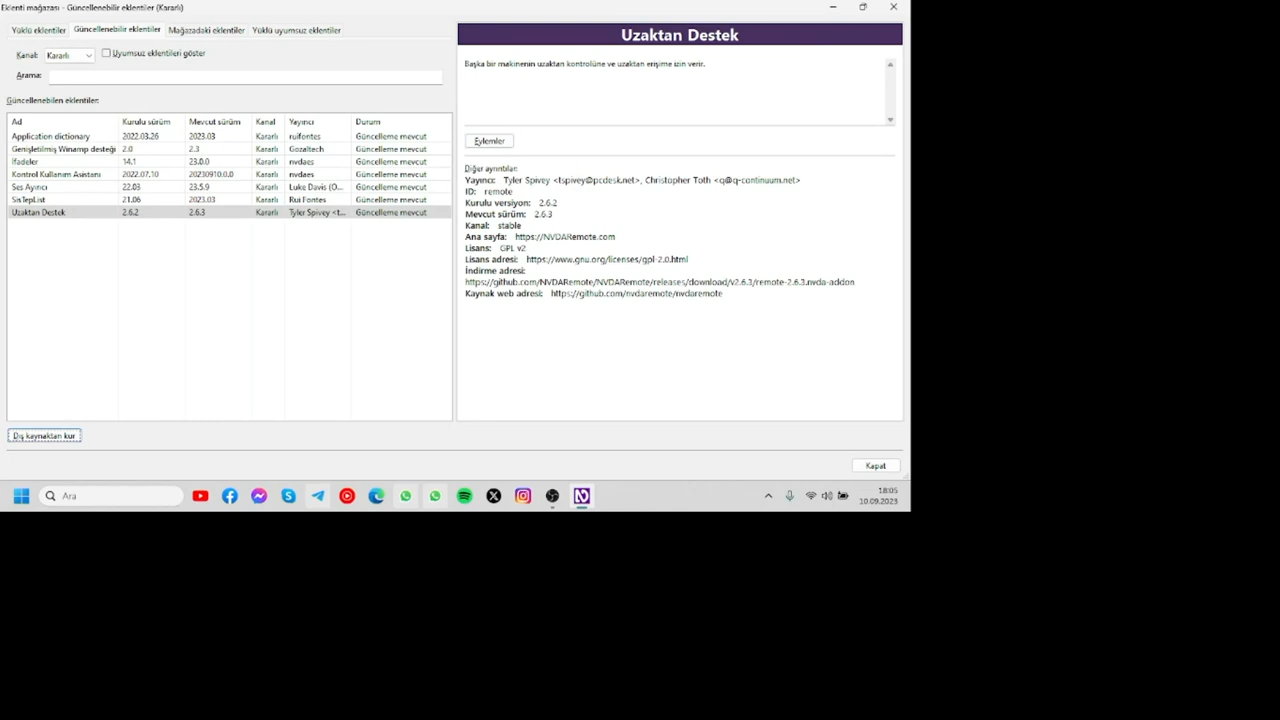 Eklenti mağazası - Güncellenebilir eklentiler (Kararlı)
Yüklü eklentiler Güncellenebilir eklentiler Mağazadaki eklentiler Yüklü uyumsuz eklentiler
Kanal: Kararlı Uyumsuz eklentileri göster
Arama:
Güncellenebilen eklentiler:
Ad Kurulu sürüm Mevcut sürüm Kanal Yayıncı Durum
Application dictionary 2022.03.26 2023.03 Kararlı ruifontes Güncelleme mevcut
Genişletilmiş Winamp desteği 2.0 2.3 Kararlı Gozaltech Güncelleme mevcut
İfadeler 14.1 23.0.0 Kararlı nvdaes Güncelleme mevcut
Kontrol Kullanım Asistanı 2022.07.10 20230910.0.0 Kararlı nvdaes Güncelleme mevcut
Ses Ayırıcı 22.03 23.5.9 Kararlı Luke Davis (O... Güncelleme mevcut
SisTepList 21.06 2023.03 Kararlı Rui Fontes Güncelleme mevcut
Uzaktan Destek 2.6.2 2.6.3 Kararlı Tyler Spivey <t... Güncelleme mevcut
Dış kaynaktan kur
Uzaktan Destek
Başka bir makinenin uzaktan kontrolüne ve uzaktan erişime izin verir.
Eylemler
Diğer ayrıntılar:
Yayıncı: Tyler Spivey <tspivey@pcdesk.net>, Christopher Toth <q@q-continuum.net>
ID: remote
Kurulu versiyon: 2.6.2
Mevcut sürüm: 2.6.3
Kanal: stable
Ana sayfa: https://NVDARemote.com
Lisans: GPL v2
Lisans adresi: https://www.gnu.org/licenses/gpl-2.0.html
İndirme adresi:
https://github.com/NVDARemote/NVDARemote/releases/download/v2.6.3/remote-2.6.3.nvda-addon
Kaynak web adresi: https://github.com/nvdaremote/nvdaremote
Kapat
Ara
18:05
10.09.2023